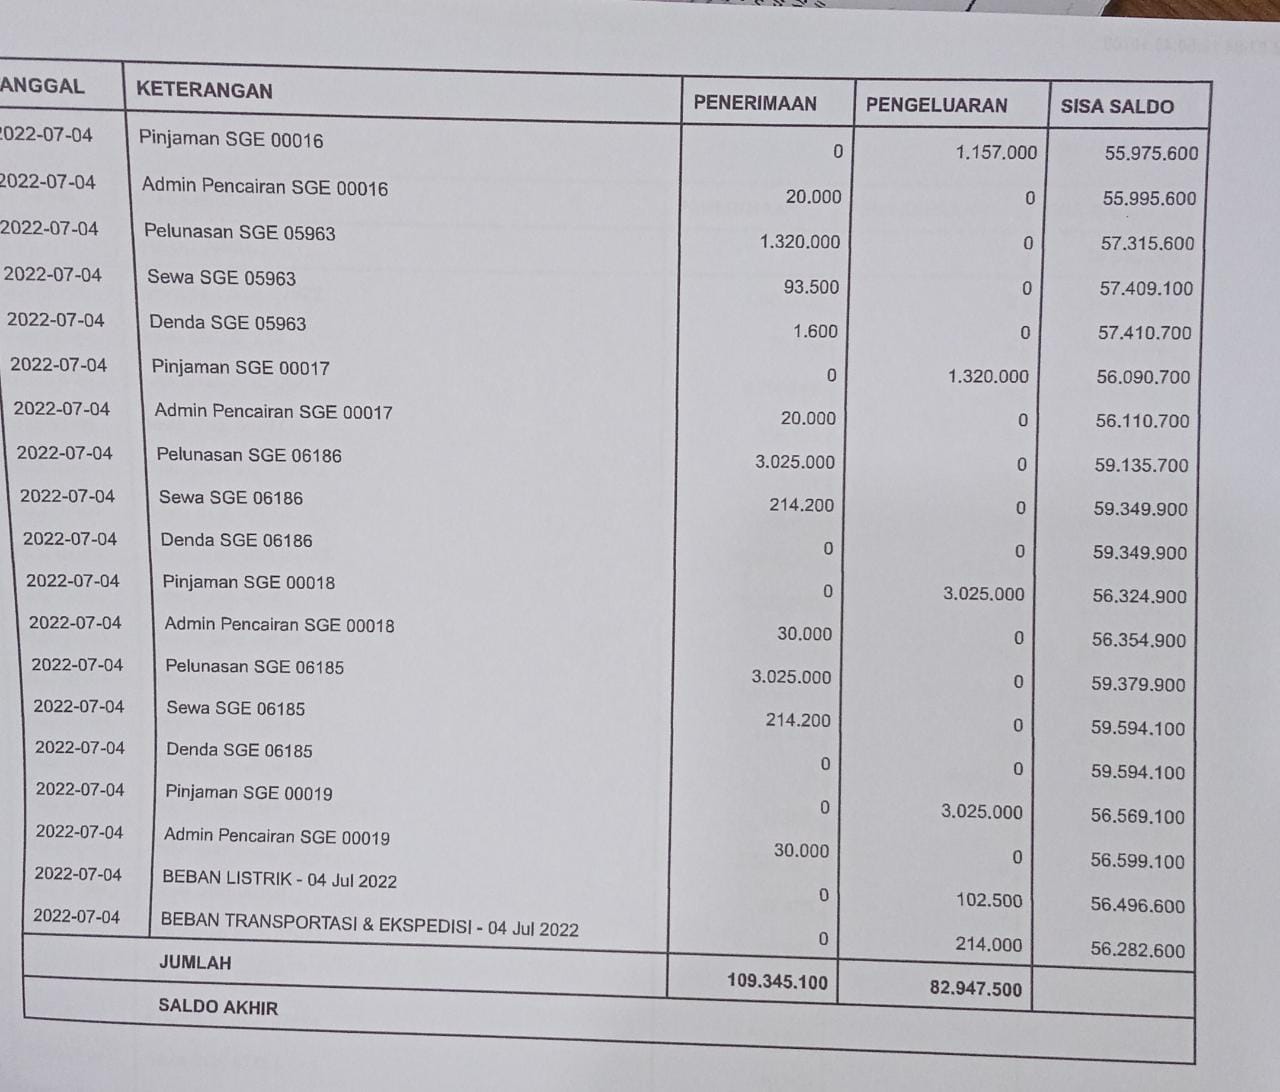 ANGGAL KETERANGAN PENERIMAAN PENGELUARAN SISA SALDO
2022-07-04 Pinjaman SGE 00016 0 1.157.000 55.975.600
2022-07-04 Admin Pencairan SGE 00016 20.000 0 55.995.600
2022-07-04 Pelunasan SGE 05963 1.320.000 0 57.315.600
2022-07-04 Sewa SGE 05963 93.500 0 57.409.100
2022-07-04 Denda SGE 05963 1.600 0 57.410.700
2022-07-04 Pinjaman SGE 00017 0 1.320.000 56.090.700
2022-07-04 Admin Pencairan SGE 00017 20.000 0 56.110.700
2022-07-04 Pelunasan SGE 06186 3.025.000 0 59.135.700
2022-07-04 Sewa SGE 06186 214.200 0 59.349.900
2022-07-04 Denda SGE 06186 0 0 59.349.900
2022-07-04 Pinjaman SGE 00018 0 3.025.000 56.324.900
2022-07-04 Admin Pencairan SGE 00018 30.000 0 56.354.900
2022-07-04 Pelunasan SGE 06185 3.025.000 0 59.379.900
2022-07-04 Sewa SGE 06185 214.200 0 59.594.100
2022-07-04 Denda SGE 06185 0 0 59.594.100
2022-07-04 Pinjaman SGE 00019 0 3.025.000 56.569.100
2022-07-04 Admin Pencairan SGE 00019 30.000 0 56.599.100
2022-07-04 BEBAN LISTRIK - 04 Jul 2022 0 102.500 56.496.600
2022-07-04 BEBAN TRANSPORTASI & EKSPEDISI - 04 Jul 2022 0 214.000 56.282.600
JUMLAH 109.345.100 82.947.500
SALDO AKHIR